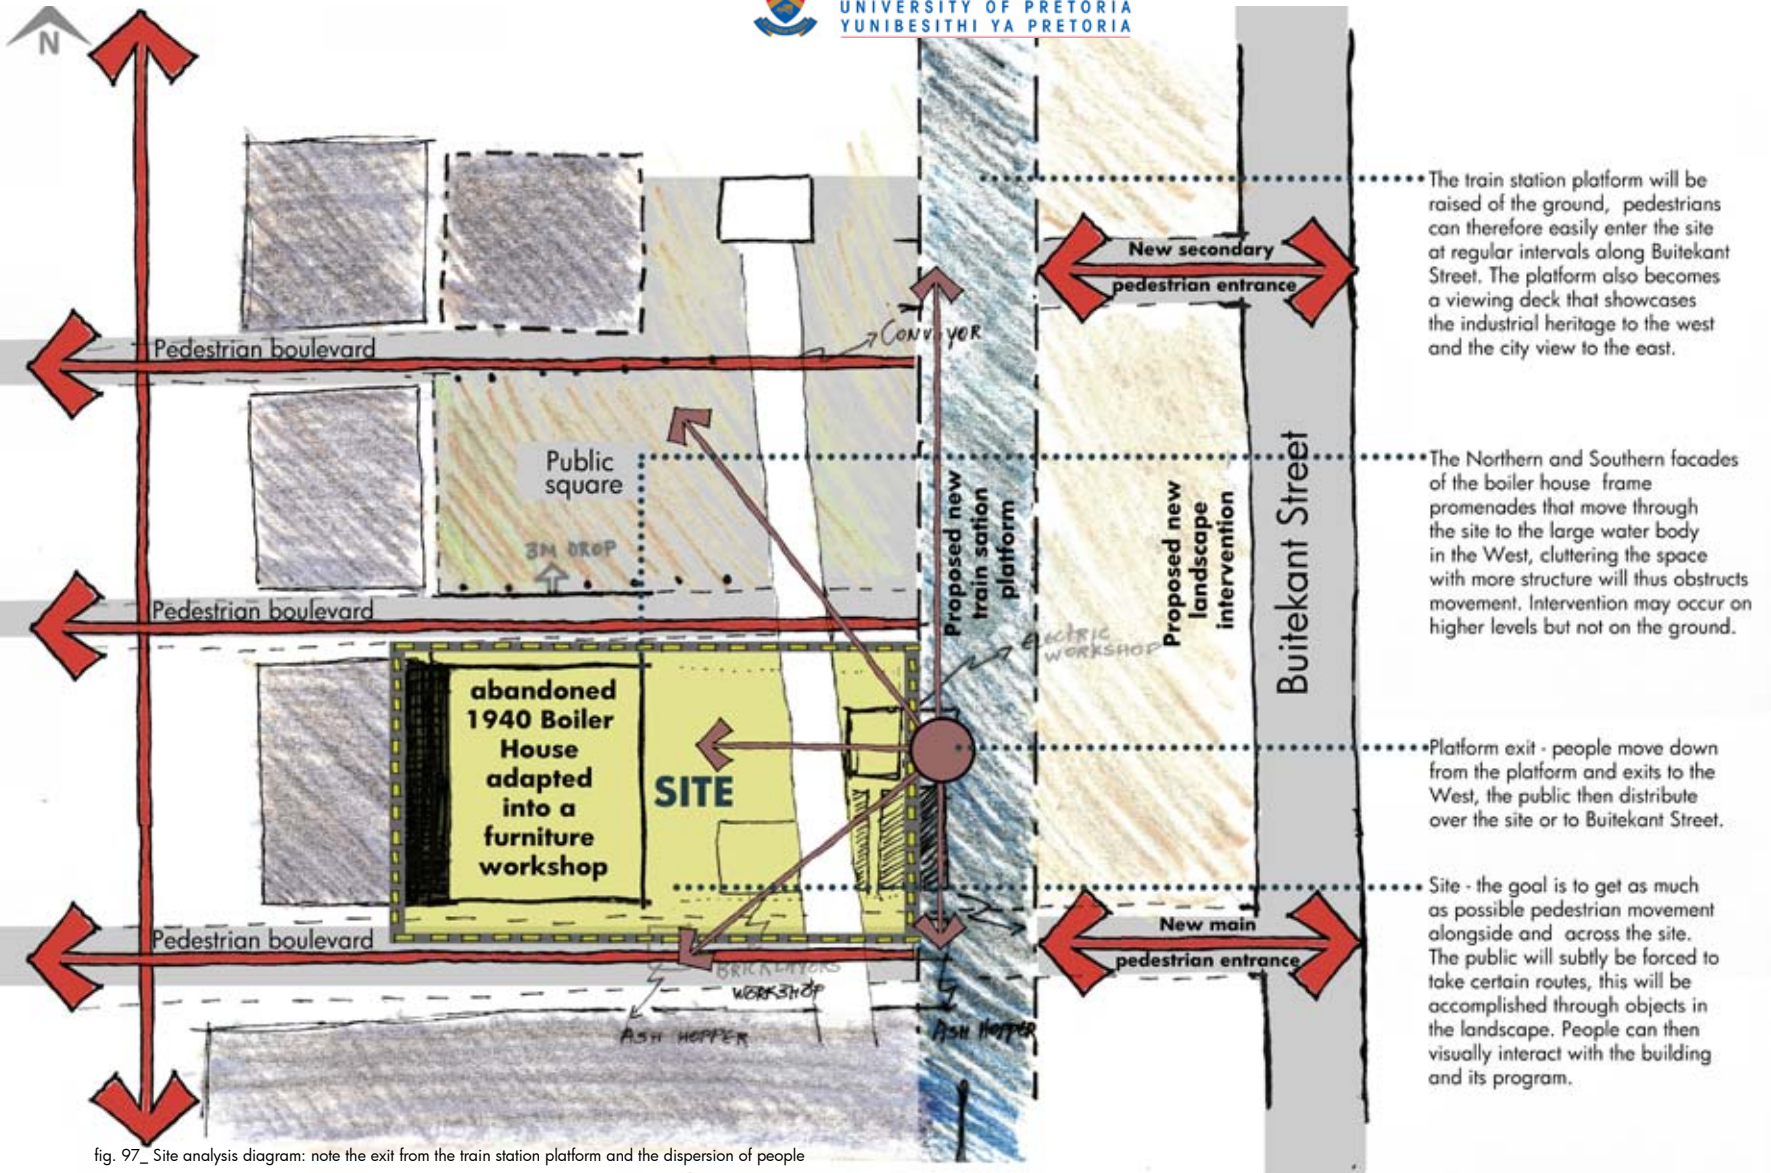 UNIVERSITY OF PRETORIA
YUNIBESITHI YA PRETORIA
N
The train station platform will be
raised of the ground, pedestrians
can therefore easily enter the site
at regular intervals along Buitekant
Street. The platform also becomes
a viewing deck that showcases
the industrial heritage to the west
and the city view to the east.
New secondary
pedestrian entrance
CONVEYOR
Pedestrian boulevard
Public
square
3M DROP
Proposed new
train sation
platform
Proposed new
landscape
intervention
Buitekant Street
The Northern and Southern facades
of the boiler house frame
promenades that move through
the site to the large water body
in the West, cluttering the space
with more structure will thus obstructs
movement. Intervention may occur on
higher levels but not on the ground.
Pedestrian boulevard
ELECTRIC
WORKSHOP
abandoned
1940 Boiler
House
adapted
into a
furniture
workshop
SITE
Platform exit - people move down
from the platform and exits to the
West, the public then distribute
over the site or to Buitekant Street.
Site - the goal is to get as much
as possible pedestrian movement
alongside and across the site.
The public will subtly be forced to
take certain routes, this will be
accomplished through objects in
the landscape. People can then
visually interact with the building
and its program.
Pedestrian boulevard
New main
pedestrian entrance
BRICKLAYERS
WORKSHOP
ASH HOPPER
ASH HOPPER
fig. 97_ Site analysis diagram: note the exit from the train station platform and the dispersion of people